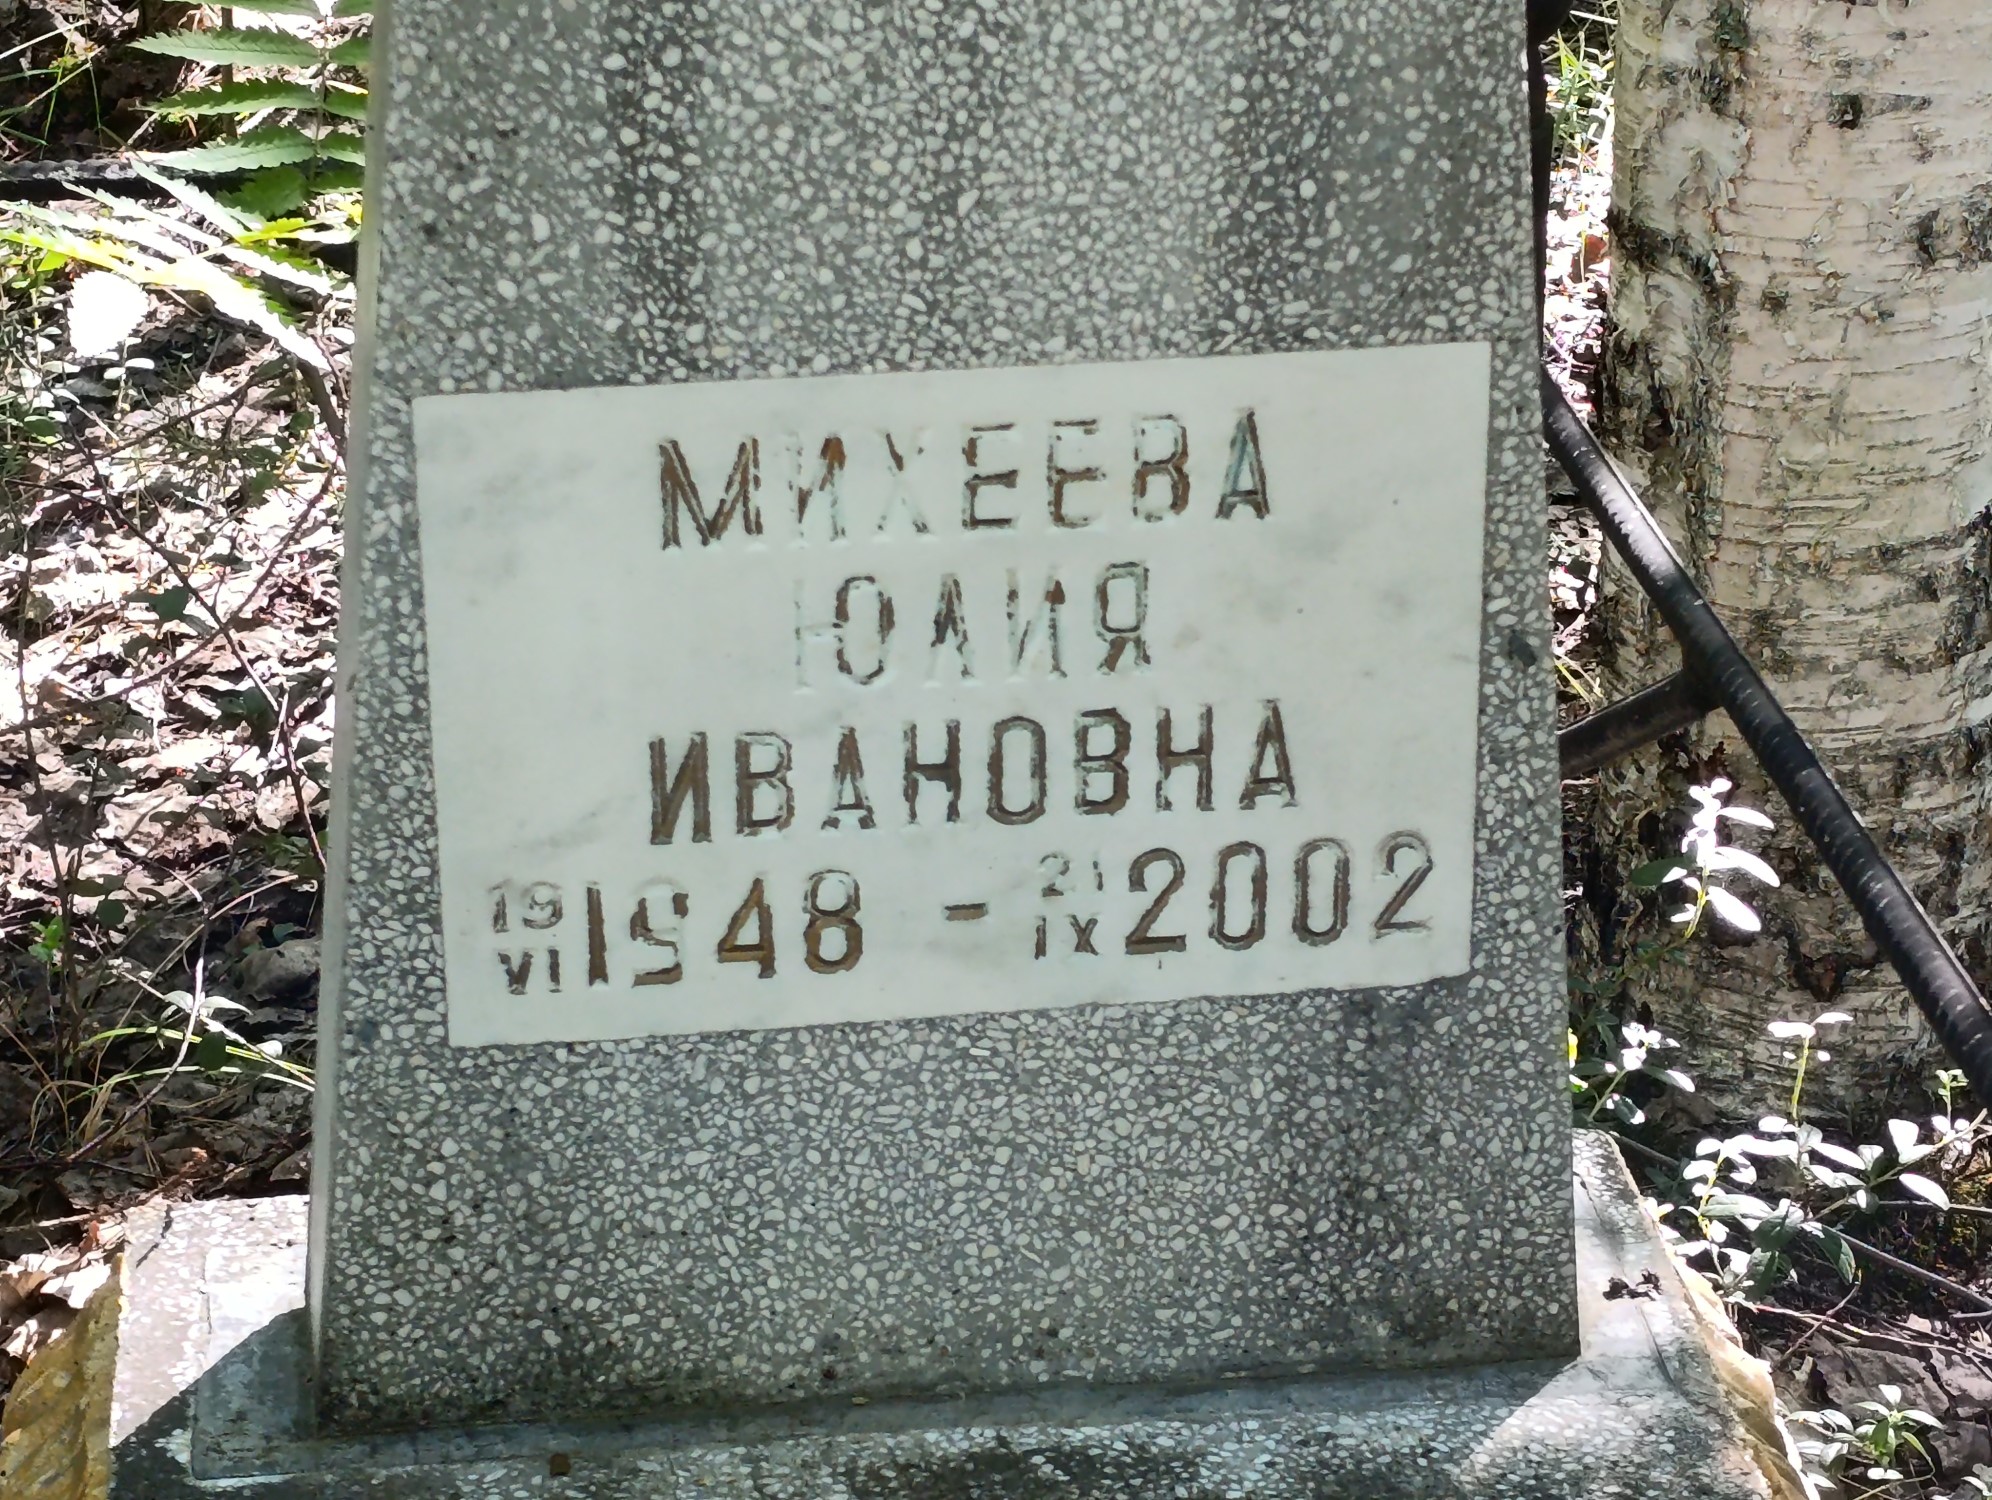 МИХЕЕВА
ЮЛИЯ
ИВАНОВНА
19 VI 1948 - 21 IX 2002